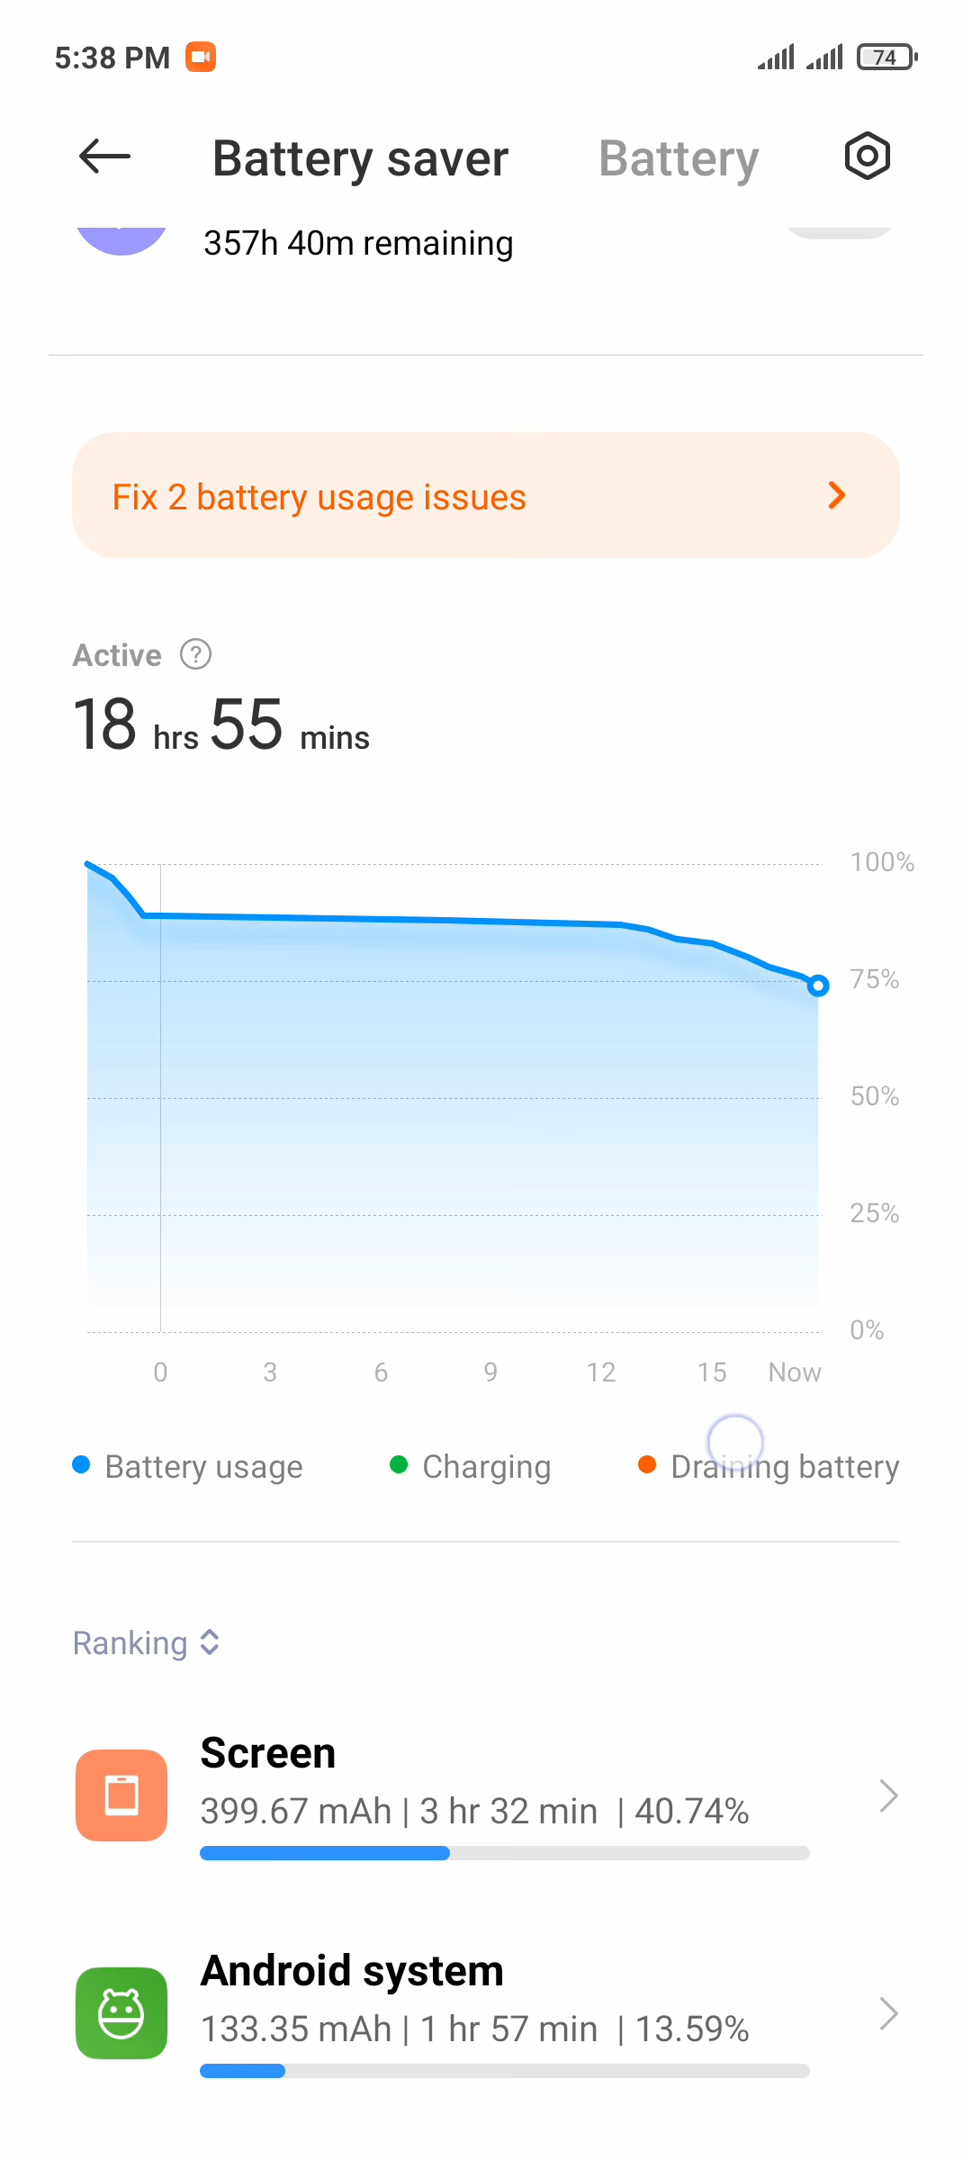 5:38 PM 74
Battery saver Battery
357h 40m remaining
Fix 2 battery usage issues
Active ?
18 hrs 55 mins
100%
75%
50%
25%
0%
0 3 6 9 12 15 Now
Battery usage Charging Draining battery
Ranking
Screen
399.67 mAh | 3 hr 32 min | 40.74%
Android system
133.35 mAh | 1 hr 57 min | 13.59%